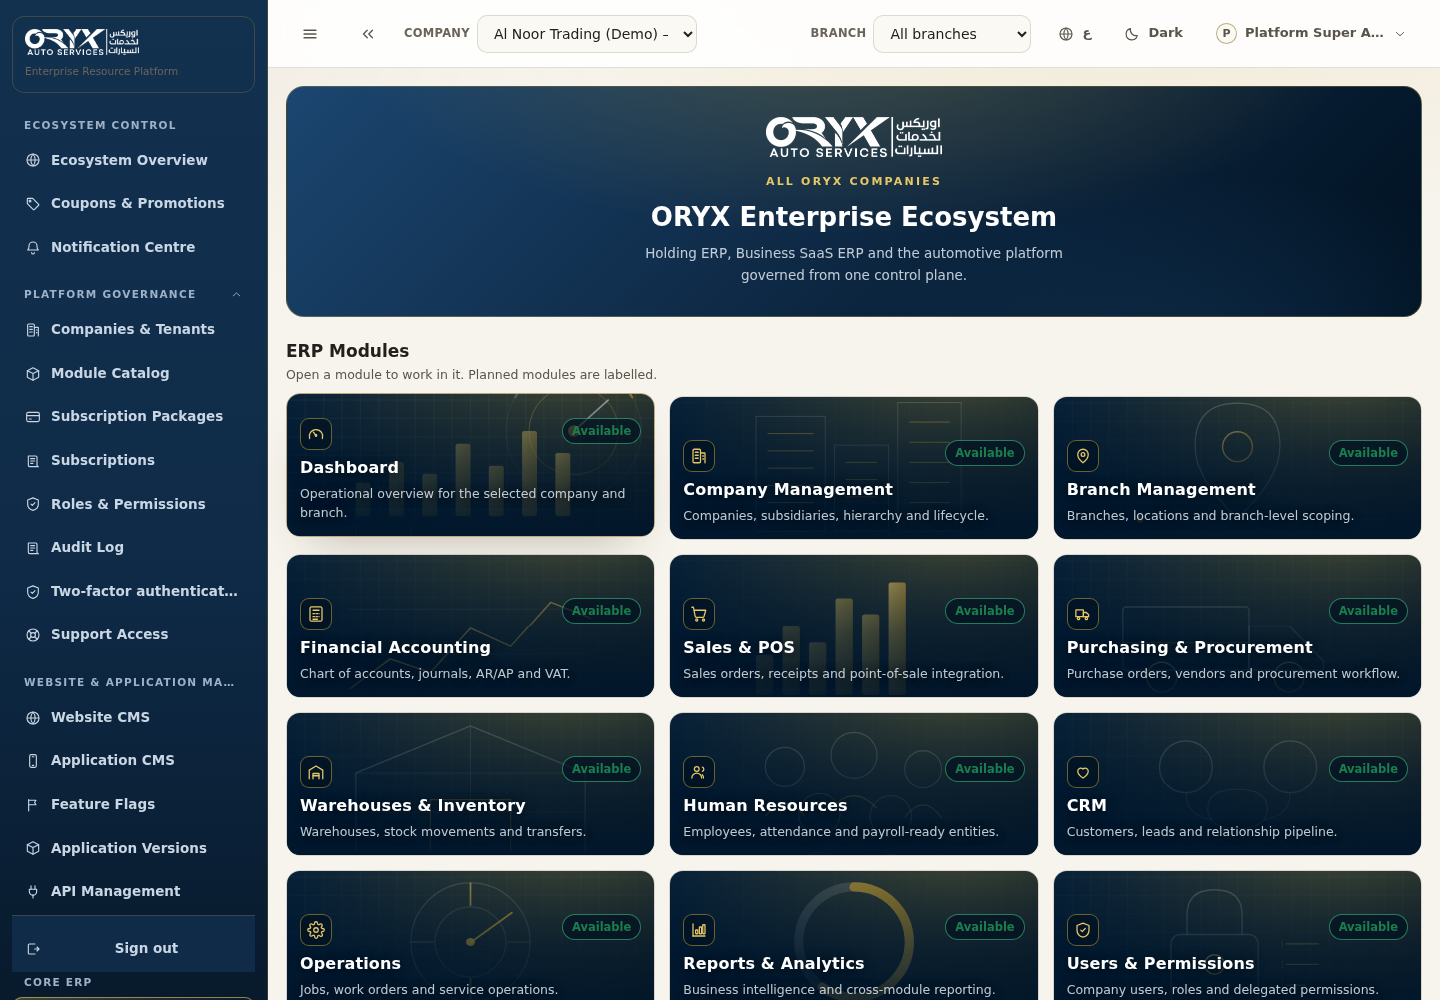 ORYX
اوريكس
لخدمات
السيارات
AUTO SERVICES
Enterprise Resource Platform
ECOSYSTEM CONTROL
Ecosystem Overview
Coupons & Promotions
Notification Centre
PLATFORM GOVERNANCE
Companies & Tenants
Module Catalog
Subscription Packages
Subscriptions
Roles & Permissions
Audit Log
Two-factor authenticat…
Support Access
WEBSITE & APPLICATION MA…
Website CMS
Application CMS
Feature Flags
Application Versions
API Management
Sign out
CORE ERP
COMPANY
Al Noor Trading (Demo) –
BRANCH
All branches
ع
Dark
P
Platform Super A…
ORYX
اوريكس
لخدمات
السيارات
AUTO SERVICES
ALL ORYX COMPANIES
ORYX Enterprise Ecosystem
Holding ERP, Business SaaS ERP and the automotive platform
governed from one control plane.
ERP Modules
Open a module to work in it. Planned modules are labelled.
Available
Dashboard
Operational overview for the selected company and
branch.
Available
Company Management
Companies, subsidiaries, hierarchy and lifecycle.
Available
Branch Management
Branches, locations and branch-level scoping.
Available
Financial Accounting
Chart of accounts, journals, AR/AP and VAT.
Available
Sales & POS
Sales orders, receipts and point-of-sale integration.
Available
Purchasing & Procurement
Purchase orders, vendors and procurement workflow.
Available
Warehouses & Inventory
Warehouses, stock movements and transfers.
Available
Human Resources
Employees, attendance and payroll-ready entities.
Available
CRM
Customers, leads and relationship pipeline.
Available
Operations
Jobs, work orders and service operations.
Available
Reports & Analytics
Business intelligence and cross-module reporting.
Available
Users & Permissions
Company users, roles and delegated permissions.